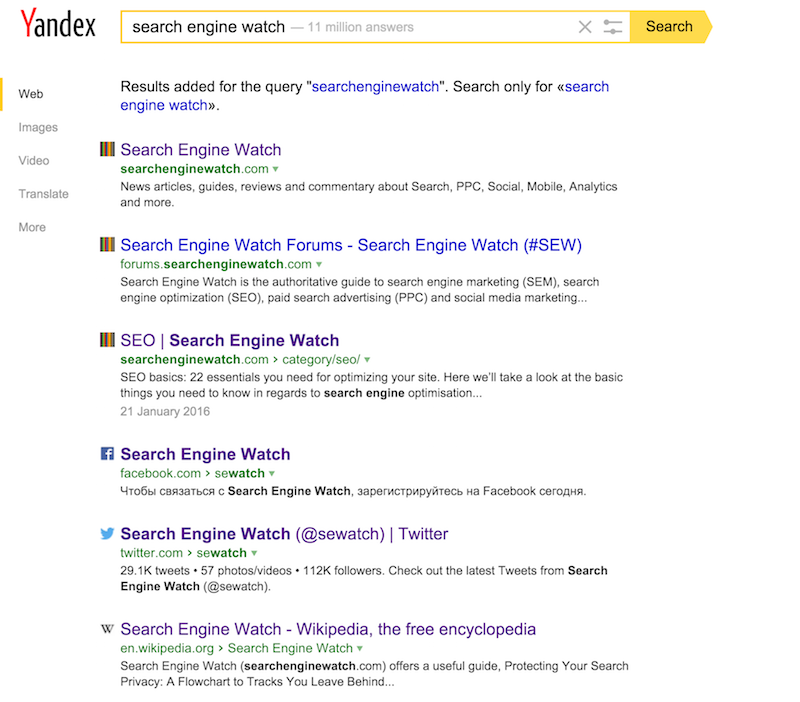 Yandex
search engine watch — 11 million answers
Search
Web
Images
Video
Translate
More
Results added for the query "searchenginewatch". Search only for «search
engine watch».
Search Engine Watch
searchenginewatch.com
News articles, guides, reviews and commentary about Search, PPC, Social, Mobile, Analytics
and more.
Search Engine Watch Forums - Search Engine Watch (#SEW)
forums.searchenginewatch.com
Search Engine Watch is the authoritative guide to search engine marketing (SEM), search
engine optimization (SEO), paid search advertising (PPC) and social media marketing...
SEO | Search Engine Watch
searchenginewatch.com › category/seo/
SEO basics: 22 essentials you need for optimizing your site. Here we'll take a look at the basic
things you need to know in regards to search engine optimisation...
21 January 2016
Search Engine Watch
facebook.com › sewatch
Чтобы связаться с Search Engine Watch, зарегистрируйтесь на Facebook сегодня.
Search Engine Watch (@sewatch) | Twitter
twitter.com › sewatch
29.1K tweets • 57 photos/videos • 112K followers. Check out the latest Tweets from Search
Engine Watch (@sewatch).
W Search Engine Watch - Wikipedia, the free encyclopedia
en.wikipedia.org › Search Engine Watch
Search Engine Watch (searchenginewatch.com) offers a useful guide, Protecting Your Search
Privacy: A Flowchart to Tracks You Leave Behind...